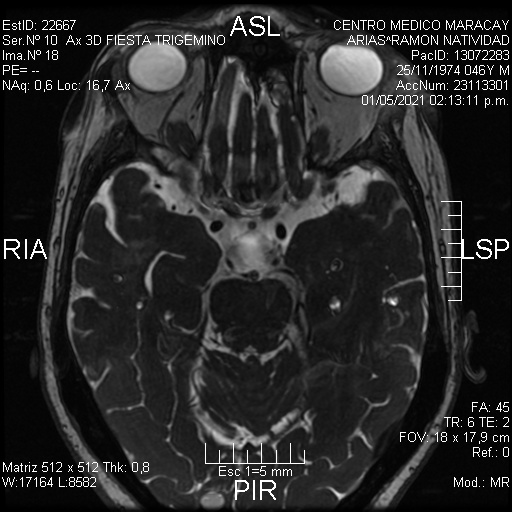 EstID: 22667
Ser.Nº 10 Ax 3D FIESTA TRIGEMINO
Ima.Nº 18
PE= --
NAq: 0,6 Loc: 16,7 Ax
ASL
CENTRO MEDICO MARACAY
ARIAS^RAMON NATIVIDAD
PacID: 13072283
25/11/1974 046Y M
AccNum: 23113301
01/05/2021 02:13:11 p.m.
RIA
LSP
Matriz 512 x 512 Thk: 0,8
W:17164 L:8582
Esc 1=5 mm
PIR
FA: 45
TR: 6 TE: 2
FOV: 18 x 17,9 cm
Ref.: 0
Mod.: MR